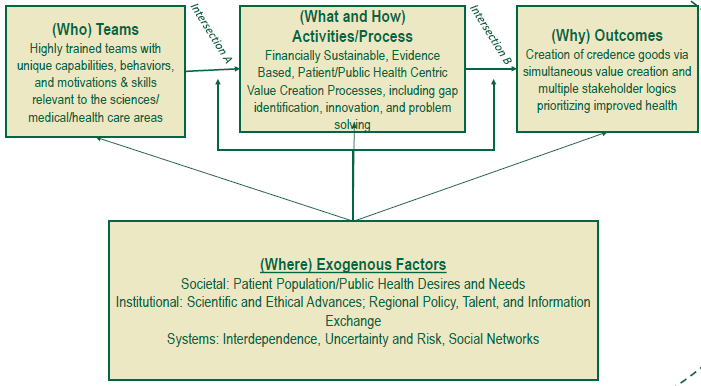 (Who) Teams
Highly trained teams with
unique capabilities, behaviors,
and motivations & skills
relevant to the sciences/
medical/health care areas
Intersection A
(What and How)
Activities/Process
Financially Sustainable, Evidence
Based, Patient/Public Health Centric
Value Creation Processes, including gap
identification, innovation, and problem
solving
Intersection B
(Why) Outcomes
Creation of credence goods via
simultaneous value creation and
multiple stakeholder logics
prioritizing improved health
(Where) Exogenous Factors
Societal: Patient Population/Public Health Desires and Needs
Institutional: Scientific and Ethical Advances; Regional Policy, Talent, and Information
Exchange
Systems: Interdependence, Uncertainty and Risk, Social Networks